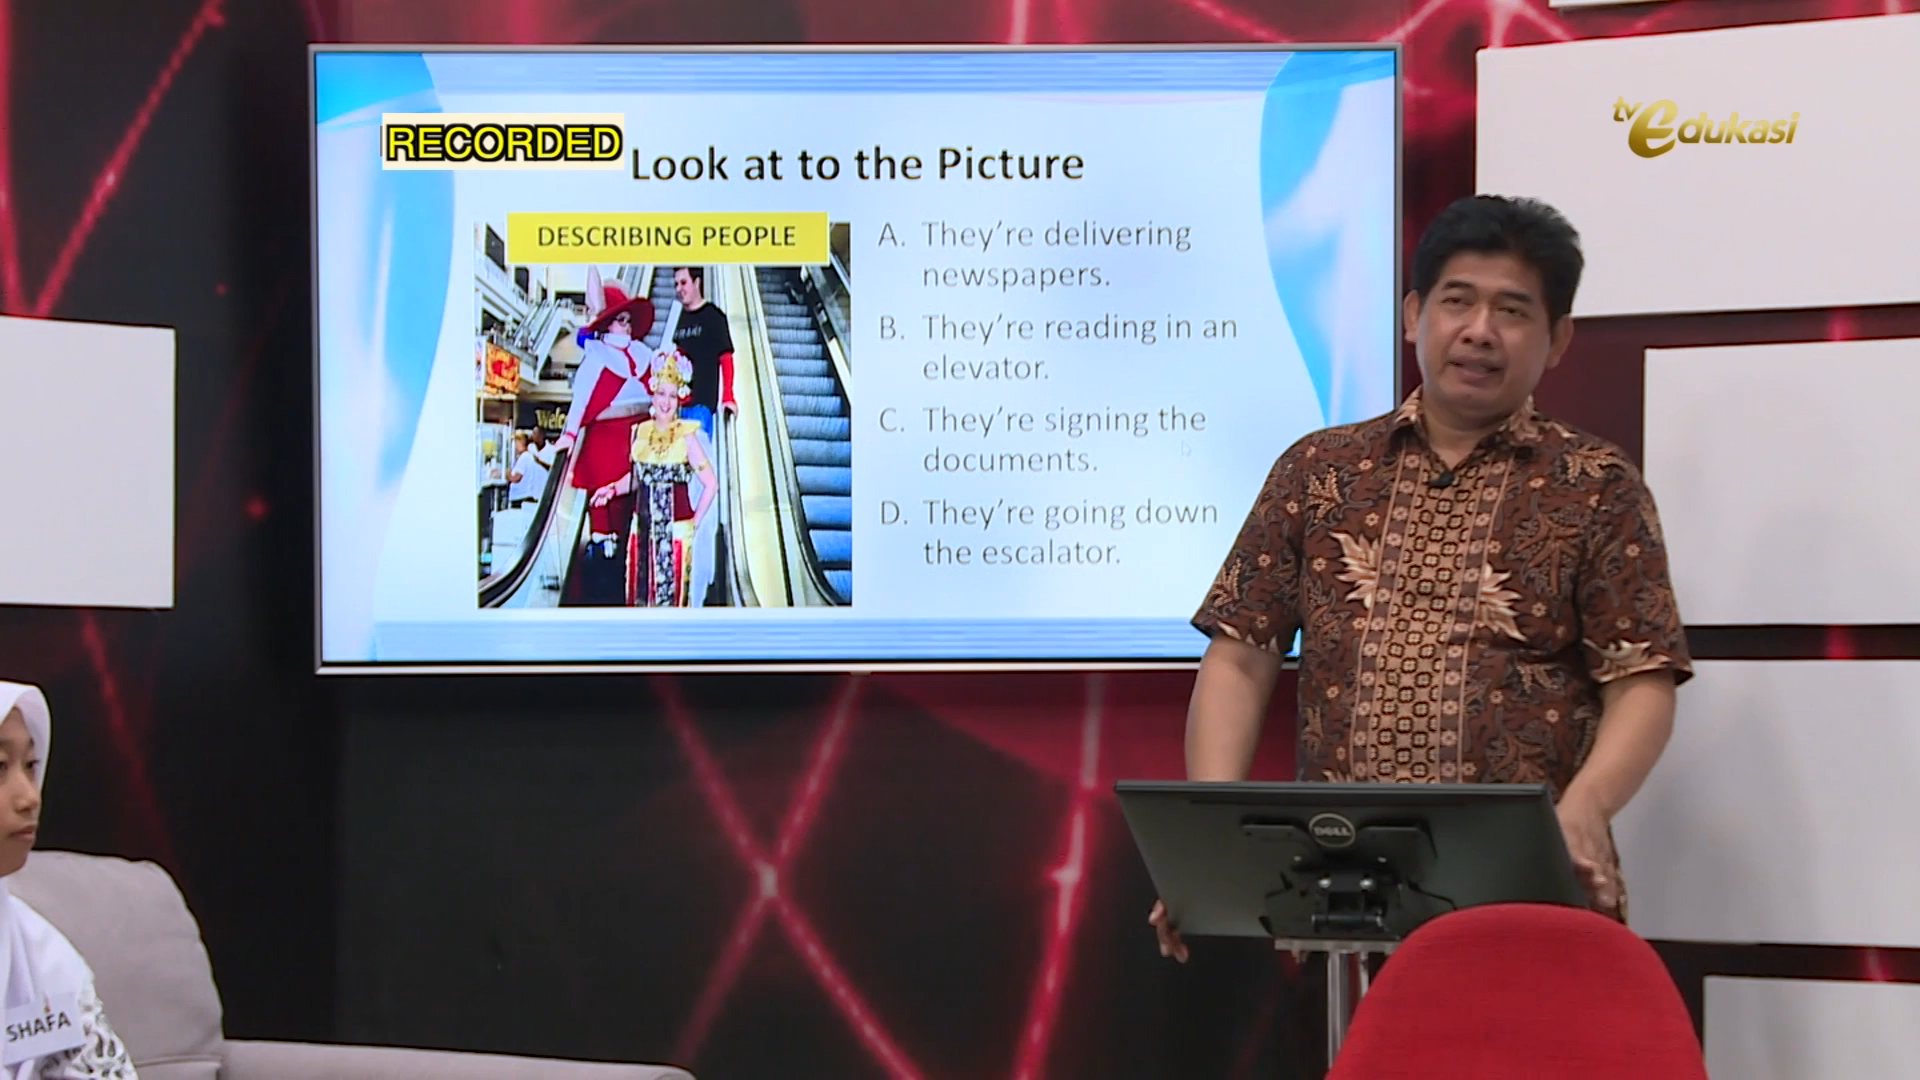 RECORDED
Look at to the Picture
DESCRIBING PEOPLE
A. They're delivering
newspapers.
B. They're reading in an
elevator.
C. They're signing the
documents.
D. They're going down
the escalator.
tv edukasi
DELL
SHAFA